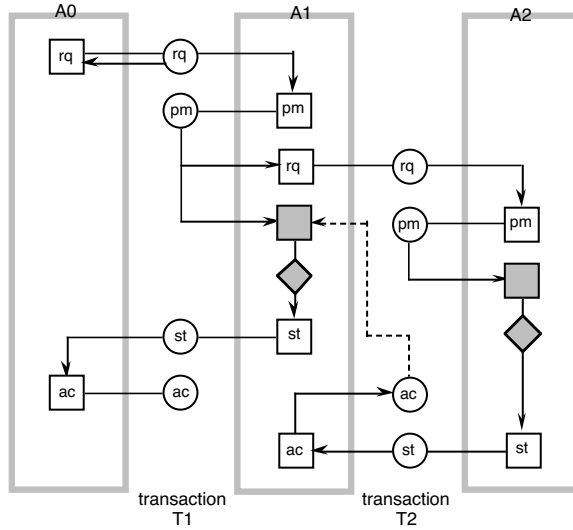 A0 A1 A2
rq rq
pm pm
rq rq
pm pm
st st
ac ac ac
ac st st
transaction transaction
T1 T2